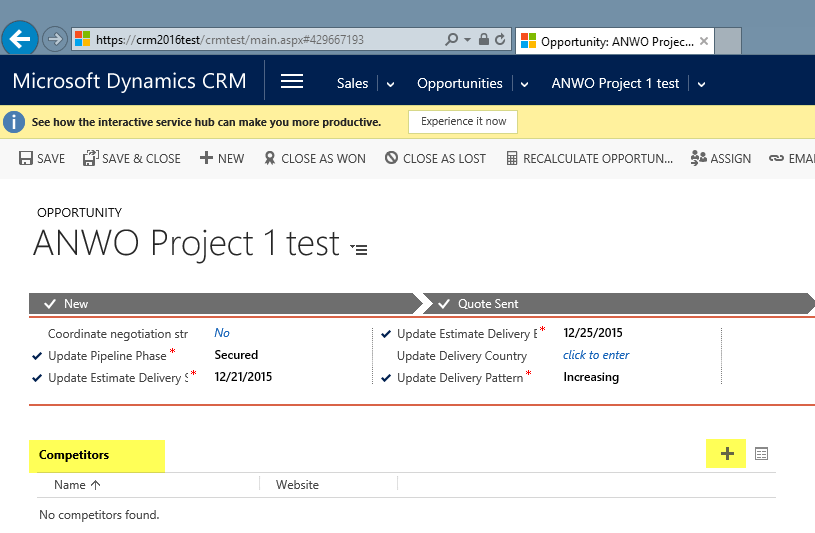 https://crm2016test/crmtest/main.aspx#429667193
Opportunity: ANWO Projec...
Microsoft Dynamics CRM
Sales
Opportunities
ANWO Project 1 test
See how the interactive service hub can make you more productive.
Experience it now
SAVE
SAVE & CLOSE
NEW
CLOSE AS WON
CLOSE AS LOST
RECALCULATE OPPORTUN...
ASSIGN
EMAI
OPPORTUNITY
ANWO Project 1 test
New
Quote Sent
Coordinate negotiation str
No
Update Estimate Delivery E*
12/25/2015
Update Pipeline Phase*
Secured
Update Delivery Country
click to enter
Update Estimate Delivery S*
12/21/2015
Update Delivery Pattern*
Increasing
Competitors
Name
Website
No competitors found.